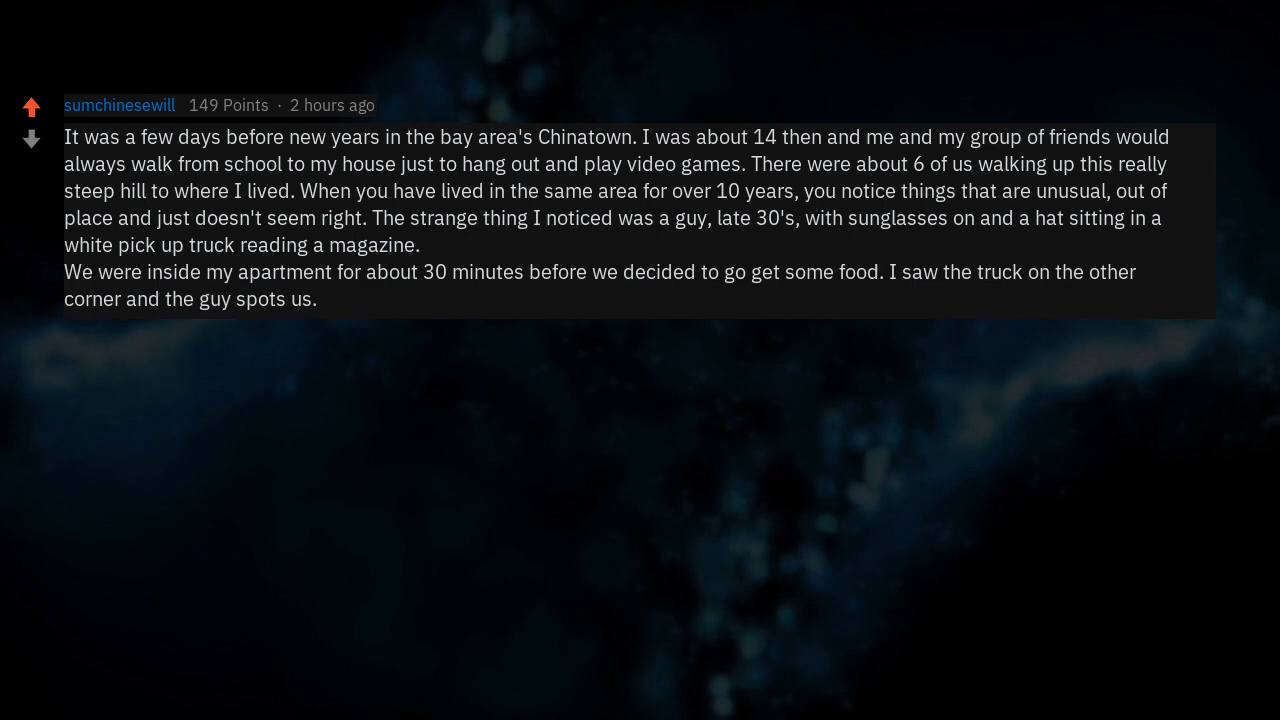 sumchinesewill 149 Points · 2 hours ago
It was a few days before new years in the bay area's Chinatown. I was about 14 then and me and my group of friends would
always walk from school to my house just to hang out and play video games. There were about 6 of us walking up this really
steep hill to where I lived. When you have lived in the same area for over 10 years, you notice things that are unusual, out of
place and just doesn't seem right. The strange thing I noticed was a guy, late 30's, with sunglasses on and a hat sitting in a
white pick up truck reading a magazine.
We were inside my apartment for about 30 minutes before we decided to go get some food. I saw the truck on the other
corner and the guy spots us.